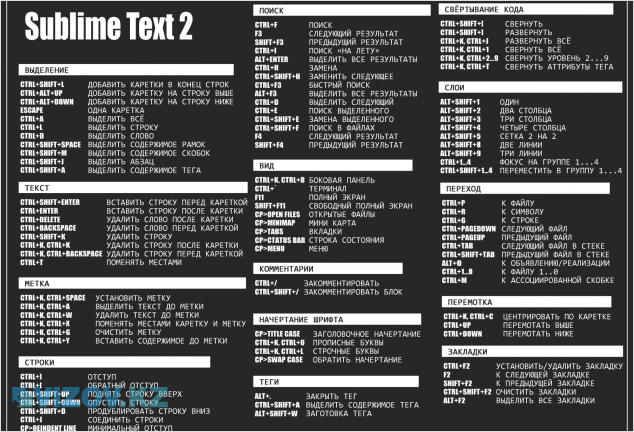 Sublime Text 2
ВЫДЕЛЕНИЕ
CTRL+SHIFT+L ДОБАВИТЬ КАРЕТКИ В КОНЕЦ СТРОК
CTRL+ALT+UP ДОБАВИТЬ КАРЕТКУ НА СТРОКУ ВЫШЕ
CTRL+ALT+DOWN ДОБАВИТЬ КАРЕТКУ НА СТРОКУ НИЖЕ
ESCAPE ОДНА КАРЕТКА
CTRL+A ВЫДЕЛИТЬ ВСЁ
CTRL+L ВЫДЕЛИТЬ СТРОКУ
CTRL+D ВЫДЕЛИТЬ СЛОВО
CTRL+SHIFT+SPACE ВЫДЕЛИТЬ СОДЕРЖИМОЕ РАМОК
CTRL+SHIFT+M ВЫДЕЛИТЬ СОДЕРЖИМОЕ СКОБОК
CTRL+SHIFT+J ВЫДЕЛИТЬ АБЗАЦ
CTRL+SHIFT+A ВЫДЕЛИТЬ СОДЕРЖИМОЕ ТЕГА
ТЕКСТ
CTRL+SHIFT+ENTER ВСТАВИТЬ СТРОКУ ПЕРЕД КАРЕТКОЙ
CTRL+ENTER ВСТАВИТЬ СТРОКУ ПОСЛЕ КАРЕТКИ
CTRL+DELETE УДАЛИТЬ СЛОВО ПОСЛЕ КАРЕТКИ
CTRL+BACKSPACE УДАЛИТЬ СЛОВО ПЕРЕД КАРЕТКОЙ
CTRL+SHIFT+K УДАЛИТЬ СТРОКУ
CTRL+K, CTRL+K УДАЛИТЬ СТРОКУ ПОСЛЕ КАРЕТКИ
CTRL+K, CTRL+BACKSPACE УДАЛИТЬ СТРОКУ ПЕРЕД КАРЕТКОЙ
CTRL+T ПОМЕНЯТЬ МЕСТАМИ
МЕТКА
CTRL+K, CTRL+SPACE УСТАНОВИТЬ МЕТКУ
CTRL+K, CTRL+A ВЫДЕЛИТЬ ТЕКСТ ДО МЕТКИ
CTRL+K, CTRL+W УДАЛИТЬ ТЕКСТ ДО МЕТКИ
CTRL+K, CTRL+X ПОМЕНЯТЬ МЕСТАМИ КАРЕТКУ И МЕТКУ
CTRL+K, CTRL+G ОЧИСТИТЬ МЕТКУ
CTRL+K, CTRL+Y ВСТАВИТЬ СОДЕРЖИМОЕ ДО МЕТКИ
СТРОКИ
CTRL+] ОТСТУП
CTRL+[ ОБРАТНЫЙ ОТСТУП
CTRL+SHIFT+UP ПОДНЯТЬ СТРОКУ ВВЕРХ
CTRL+SHIFT+DOWN СТРОКУ ВНИЗ
CTRL+SHIFT+D ПРОДУБЛИРОВАТЬ СТРОКУ ВНИЗ
CTRL+J СОЕДИНИТЬ СТРОКИ
CP>REINDENT LINE МИНИМАЛЬНЫЙ ОТСТУП
ПОИСК
CTRL+F ПОИСК
F3 СЛЕДУЮЩИЙ РЕЗУЛЬТАТ
SHIFT+F3 ПРЕДЫДУЩИЙ РЕЗУЛЬТАТ
CTRL+I ПОИСК «НА ЛЕТУ»
ALT+ENTER ВЫДЕЛИТЬ ВСЕ РЕЗУЛЬТАТЫ
CTRL+H ЗАМЕНА
CTRL+SHIFT+H ЗАМЕНИТЬ СЛЕДУЮЩЕЕ
CTRL+F3 БЫСТРЫЙ ПОИСК
ALT+F3 ВЫДЕЛИТЬ ВСЕ РЕЗУЛЬТАТЫ
CTRL+D ВЫДЕЛИТЬ СЛЕДУЮЩИЙ
CTRL+E ПОИСК ВЫДЕЛЕННОГО
CTRL+SHIFT+E ЗАМЕНА ВЫДЕЛЕННОГО
CTRL+SHIFT+F ПОИСК В ФАЙЛАХ
F4 СЛЕДУЮЩИЙ РЕЗУЛЬТАТ
SHIFT+F4 ПРЕДЫДУЩИЙ РЕЗУЛЬТАТ
ВИД
CTRL+K, CTRL+B БОКОВАЯ ПАНЕЛЬ
CTRL+` ТЕРМИНАЛ
F11 ПОЛНЫЙ ЭКРАН
SHIFT+F11 СВОБОДНЫЙ ПОЛНЫЙ ЭКРАН
CP>OPEN FILES ОТКРЫТЫЕ ФАЙЛЫ
CP>MINIMAP МИНИ КАРТА
CP>TABS ВКЛАДКИ
CP>CTATUS BAR СТРОКА СОСТОЯНИЯ
CP>MENU МЕНЮ
КОММЕНТАРИИ
CTRL+/ ЗАКОММЕНТИРОВАТЬ
CTRL+SHIFT+/ ЗАКОММЕНТИРОВАТЬ БЛОК
НАЧЕРТАНИЕ ШРИФТА
CP>TITLE CASE ЗАГОЛОВОЧНОЕ НАЧЕРТАНИЕ
CTRL+K, CTRL+U ПРОПИСНЫЕ БУКВЫ
CTRL+K, CTRL+L СТРОЧНЫЕ БУКВЫ
CP>SWAP CASE ОБРАТИТЬ НАЧЕРТАНИЕ
ТЕГИ
ALT+. ЗАКРЫТЬ ТЕГ
CTRL+SHIFT+A ВЫДЕЛИТЬ СОДЕРЖИМОЕ ТЕГА
ALT+SHIFT+W ЗАГОТОВКА ТЕГА
СВЁРТЫВАНИЕ КОДА
CTRL+SHIFT+[ СВЕРНУТЬ
CTRL+SHIFT+] РАЗВЕРНУТЬ
CTRL+K, CTRL+J РАЗВЕРНУТЬ ВСЁ
CTRL+K, CTRL+1 СВЕРНУТЬ ВСЁ
CTRL+K, CTRL+2..9 СВЕРНУТЬ УРОВЕНЬ 2...9
CTRL+K, CTRL+T СВЕРНУТЬ АТТРИБУТЫ ТЕГА
СЛОИ
ALT+SHIFT+1 ОДИН
ALT+SHIFT+2 ДВА СТОЛБЦА
ALT+SHIFT+3 ТРИ СТОЛБЦА
ALT+SHIFT+4 ЧЕТЫРЕ СТОЛБЦА
ALT+SHIFT+5 СЕТКА 2 НА 2
ALT+SHIFT+8 ДВЕ ЛИНИИ
ALT+SHIFT+9 ТРИ ЛИНИИ
CTRL+1..4 ФОКУС НА ГРУППЕ 1...4
CTRL+SHIFT+1..4 ПЕРЕМЕСТИТЬ В ГРУППУ 1...4
ПЕРЕХОД
CTRL+P К ФАЙЛУ
CTRL+R К СИМВОЛУ
CTRL+G К СТРОКЕ
CTRL+PAGEDOWN СЛЕДУЮЩИЙ ФАЙЛ
CTRL+PAGEUP ПРЕДЫДУЩИЙ ФАЙЛ
CTRL+TAB СЛЕДУЮЩИЙ ФАЙЛ В СТЕКЕ
CTRL+SHIFT+TAB ПРЕДЫДУЩИЙ ФАЙЛ В СТЕКЕ
ALT+O К ОБЪЯВЛЕНИЮ/РЕАЛИЗАЦИИ
CTRL+1..0 К ФАЙЛУ 1..0
CTRL+M К АССОЦИИРОВАННОЙ СКОБКЕ
ПЕРЕМОТКА
CTRL+K, CTRL+C ЦЕНТРИРОВАТЬ ПО КАРЕТКЕ
CTRL+UP ПЕРЕМОТАТЬ ВЫШЕ
CTRL+DOWN ПЕРЕМОТАТЬ НИЖЕ
ЗАКЛАДКИ
CTRL+F2 УСТАНОВИТЬ/УДАЛИТЬ ЗАКЛАДКУ
F2 К СЛЕДУЮЩЕЙ ЗАКЛАДКЕ
SHIFT+F2 К ПРЕДЫДУЩЕЙ ЗАКЛАДКЕ
CTRL+SHIFT+F2 ОЧИСТИТЬ ЗАКЛАДКИ
ALT+F2 ВЫДЕЛИТЬ ВСЕ ЗАКЛАДКИ